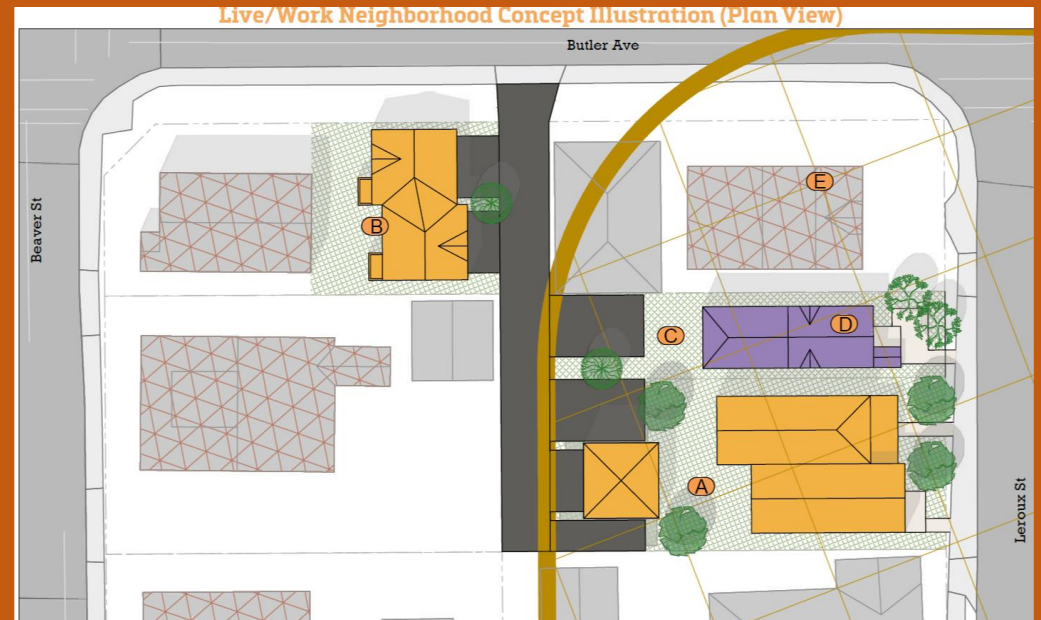 Live/Work Neighborhood Concept Illustration (Plan View)
Butler Ave
Beaver St
E
B
C
D
A
Leroux St